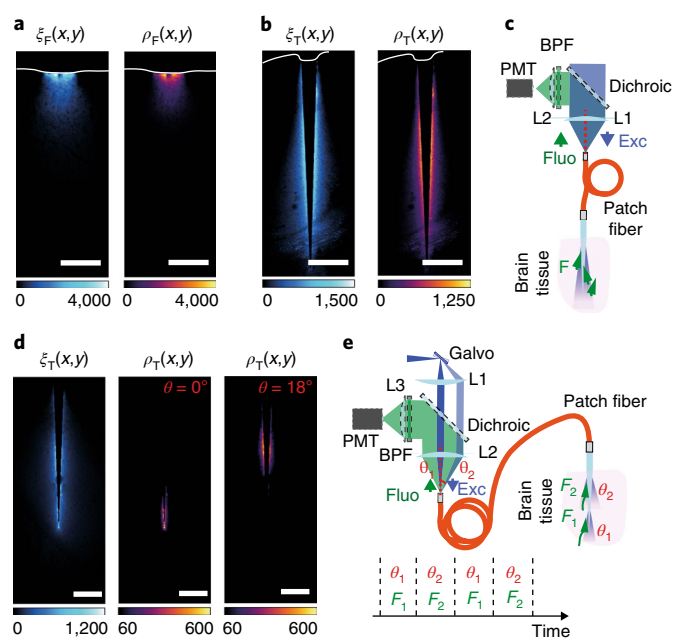 a
ξF(x,y)
ρF(x,y)
0
4,000
0
4,000
b
ξT(x,y)
ρT(x,y)
0
1,500
0
1,250
c
BPF
PMT
Dichroic
L2
L1
Fluo
Exc
Patch fiber
F
Brain tissue
d
ξT(x,y)
ρT(x,y)
ρT(x,y)
θ = 0°
θ = 18°
0
1,200
60
600
60
600
e
Galvo
L3
L1
PMT
Dichroic
BPF
L2
θ1
θ2
Fluo
Exc
Patch fiber
Brain tissue
F2
θ2
F1
θ1
θ1 θ2 θ1 θ2
F1 F2 F1 F2
Time